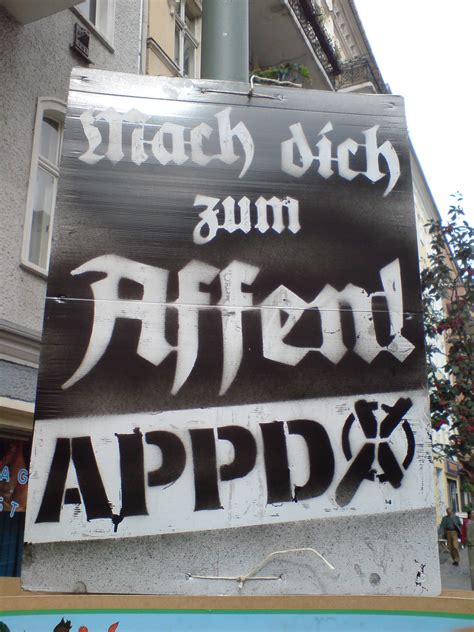 Mach dich
zum
Affen!
APPD